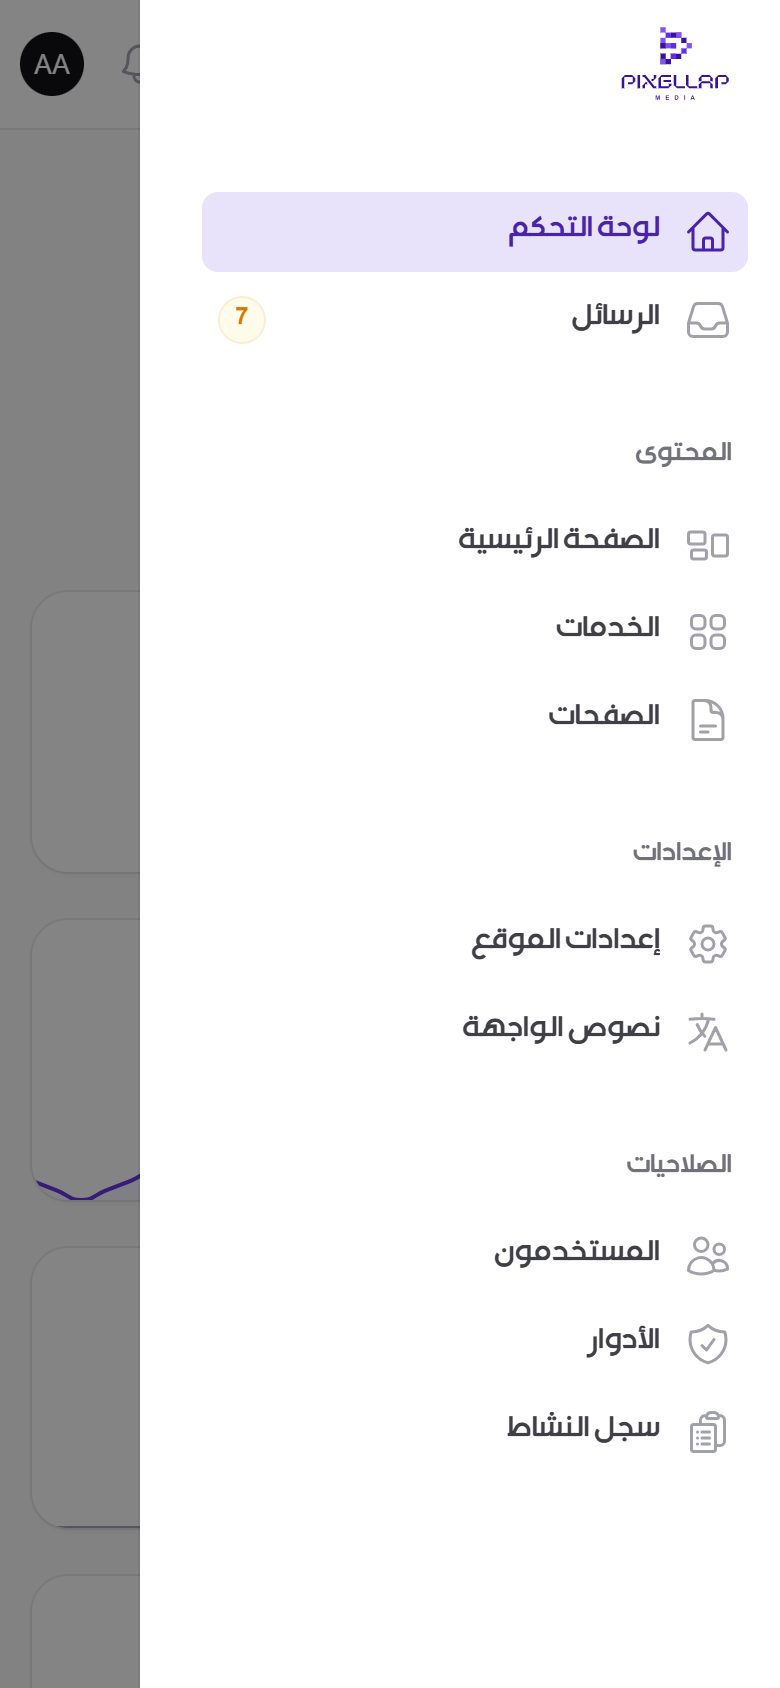 AA
PIXELLAP
MEDIA
لوحة التحكم
الرسائل
7
المحتوى
الصفحة الرئيسية
الخدمات
الصفحات
الإعدادات
إعدادات الموقع
نصوص الواجهة
الصلاحيات
المستخدمون
الأدوار
سجل النشاط